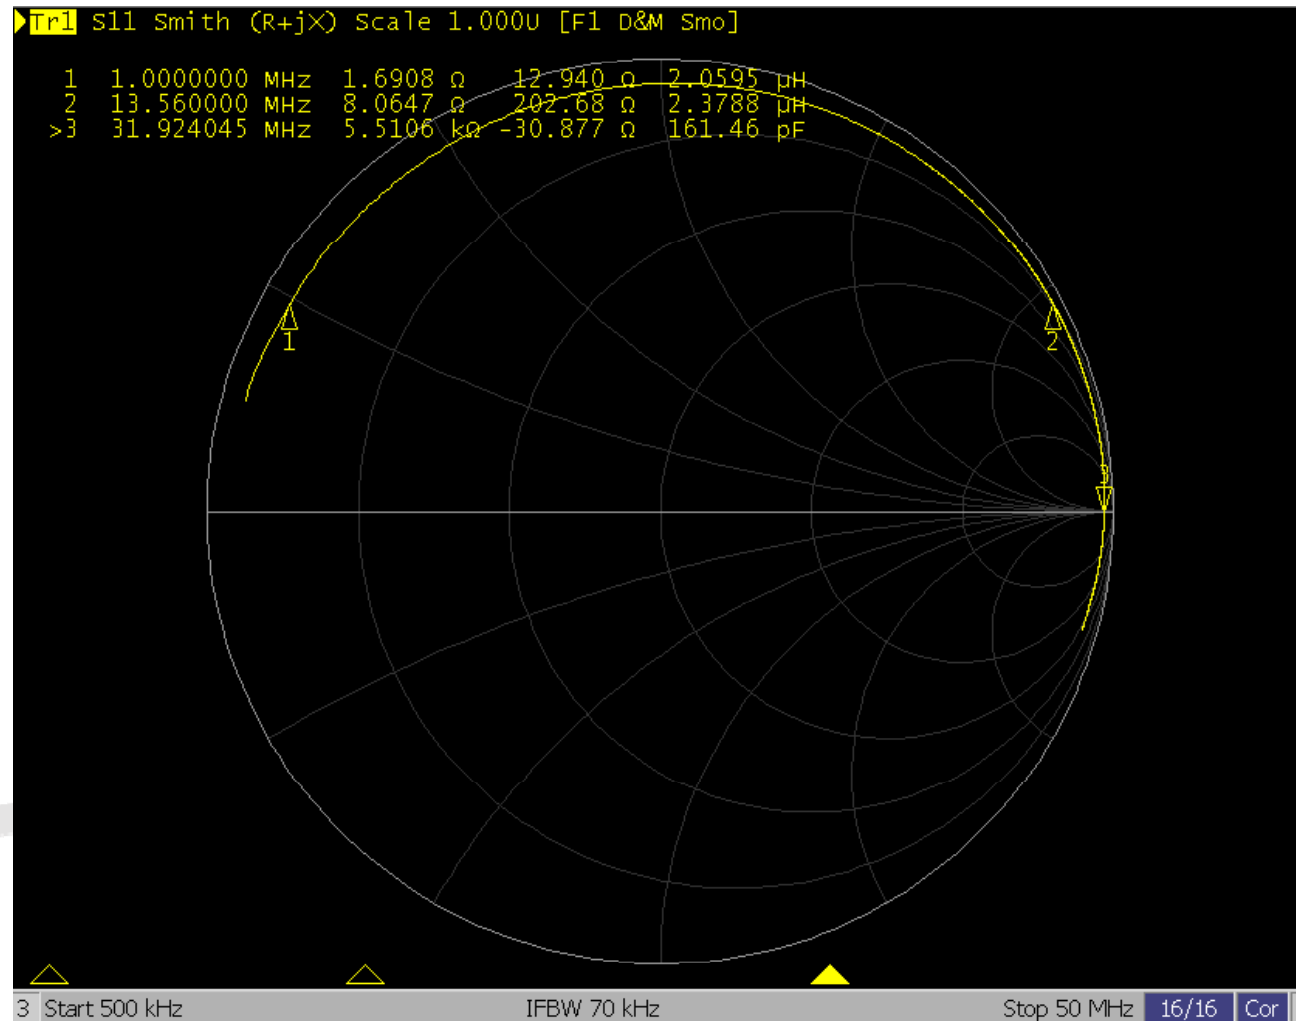 Tr1 S11 Smith (R+jX) Scale 1.000U [F1 D&M Smo]
1 1.0000000 MHz 1.6908 Ω 12.940 Ω 2.0595 µH
2 13.560000 MHz 8.0647 Ω 202.68 Ω 2.3788 µH
>3 31.924045 MHz 5.5106 kΩ -30.877 Ω 161.46 pF
1
2
3
3 Start 500 kHz IFBW 70 kHz Stop 50 MHz 16/16 Cor